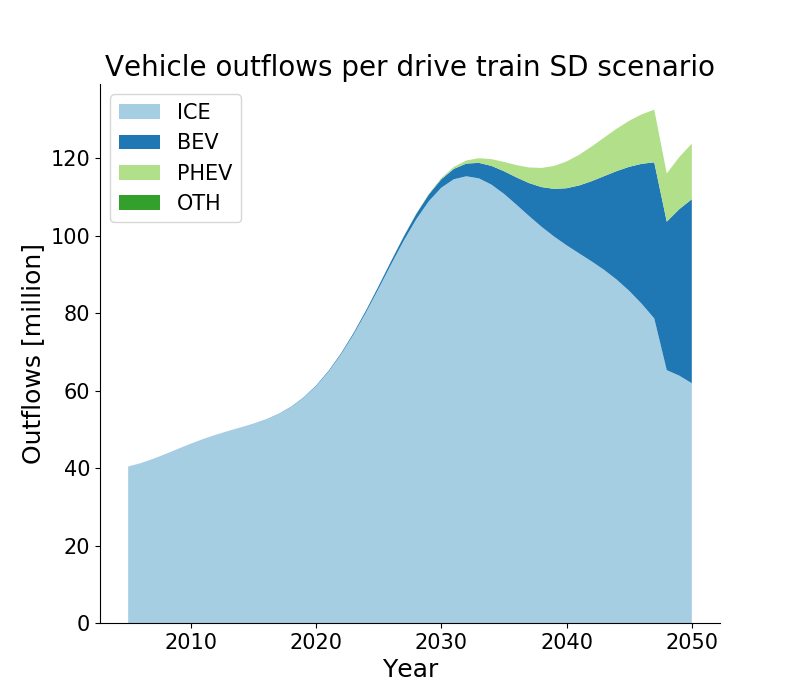 Vehicle outflows per drive train SD scenario
ICE
BEV
PHEV
OTH
Outflows [million]
120
100
80
60
40
20
0
2010 2020 2030 2040 2050
Year